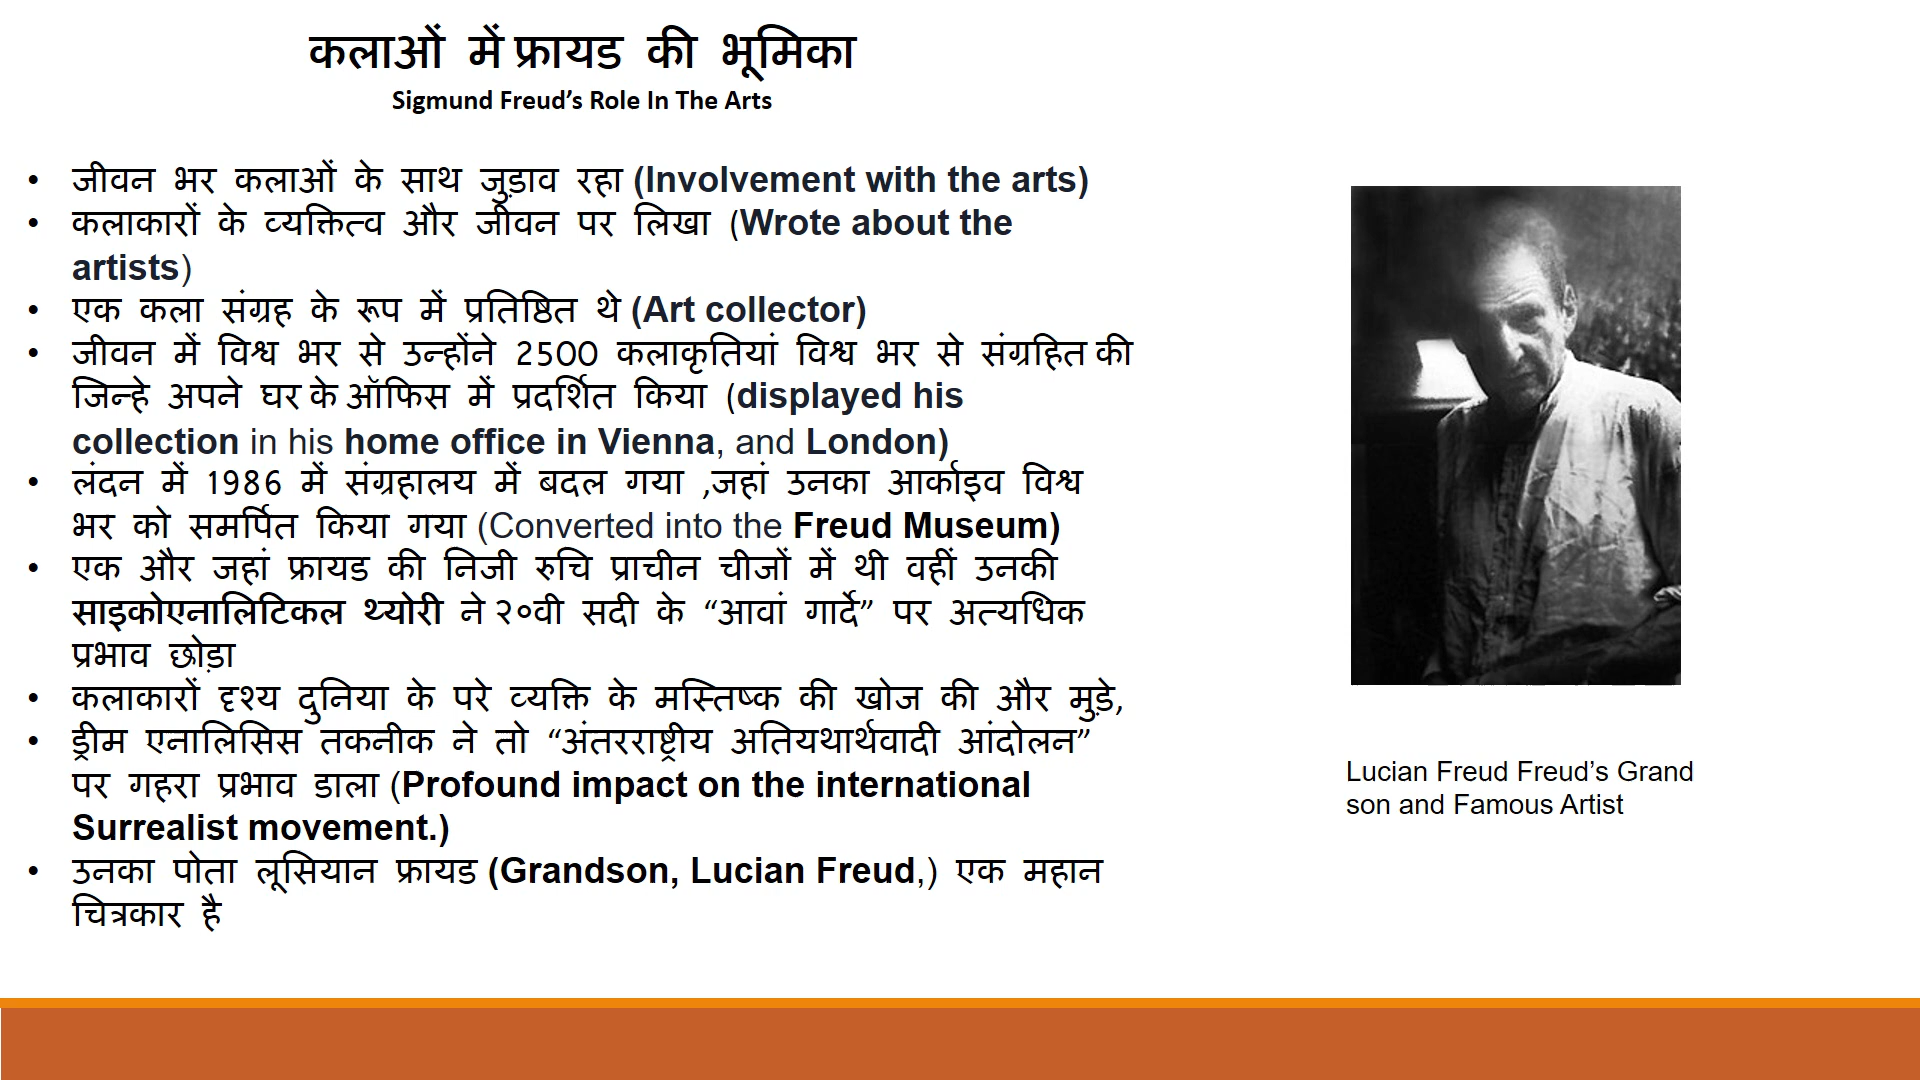 कलाओं में फ्रायड की भूमिका
Sigmund Freud’s Role In The Arts
• जीवन भर कलाओं के साथ जुड़ाव रहा (Involvement with the arts)
• कलाकारों के व्यक्तित्व और जीवन पर लिखा (Wrote about the
artists)
• एक कला संग्रह के रूप में प्रतिष्ठित थे (Art collector)
• जीवन में विश्व भर से उन्होंने 2500 कलाकृतियां विश्व भर से संग्रहित की
जिन्हे अपने घर के ऑफिस में प्रदर्शित किया (displayed his
collection in his home office in Vienna, and London)
• लंदन में 1986 में संग्रहालय में बदल गया ,जहां उनका आर्काइव विश्व
भर को समर्पित किया गया (Converted into the Freud Museum)
• एक और जहां फ्रायड की निजी रुचि प्राचीन चीजों में थी वहीं उनकी
साइकोएनालिटिकल थ्योरी ने २०वी सदी के “आवां गार्दे” पर अत्यधिक
प्रभाव छोड़ा
• कलाकारों दृश्य दुनिया के परे व्यक्ति के मस्तिष्क की खोज की और मुड़े,
• ड्रीम एनालिसिस तकनीक ने तो “अंतरराष्ट्रीय अतियथार्थवादी आंदोलन”
पर गहरा प्रभाव डाला (Profound impact on the international
Surrealist movement.)
• उनका पोता लूसियान फ्रायड (Grandson, Lucian Freud,) एक महान
चित्रकार है
Lucian Freud Freud’s Grand
son and Famous Artist